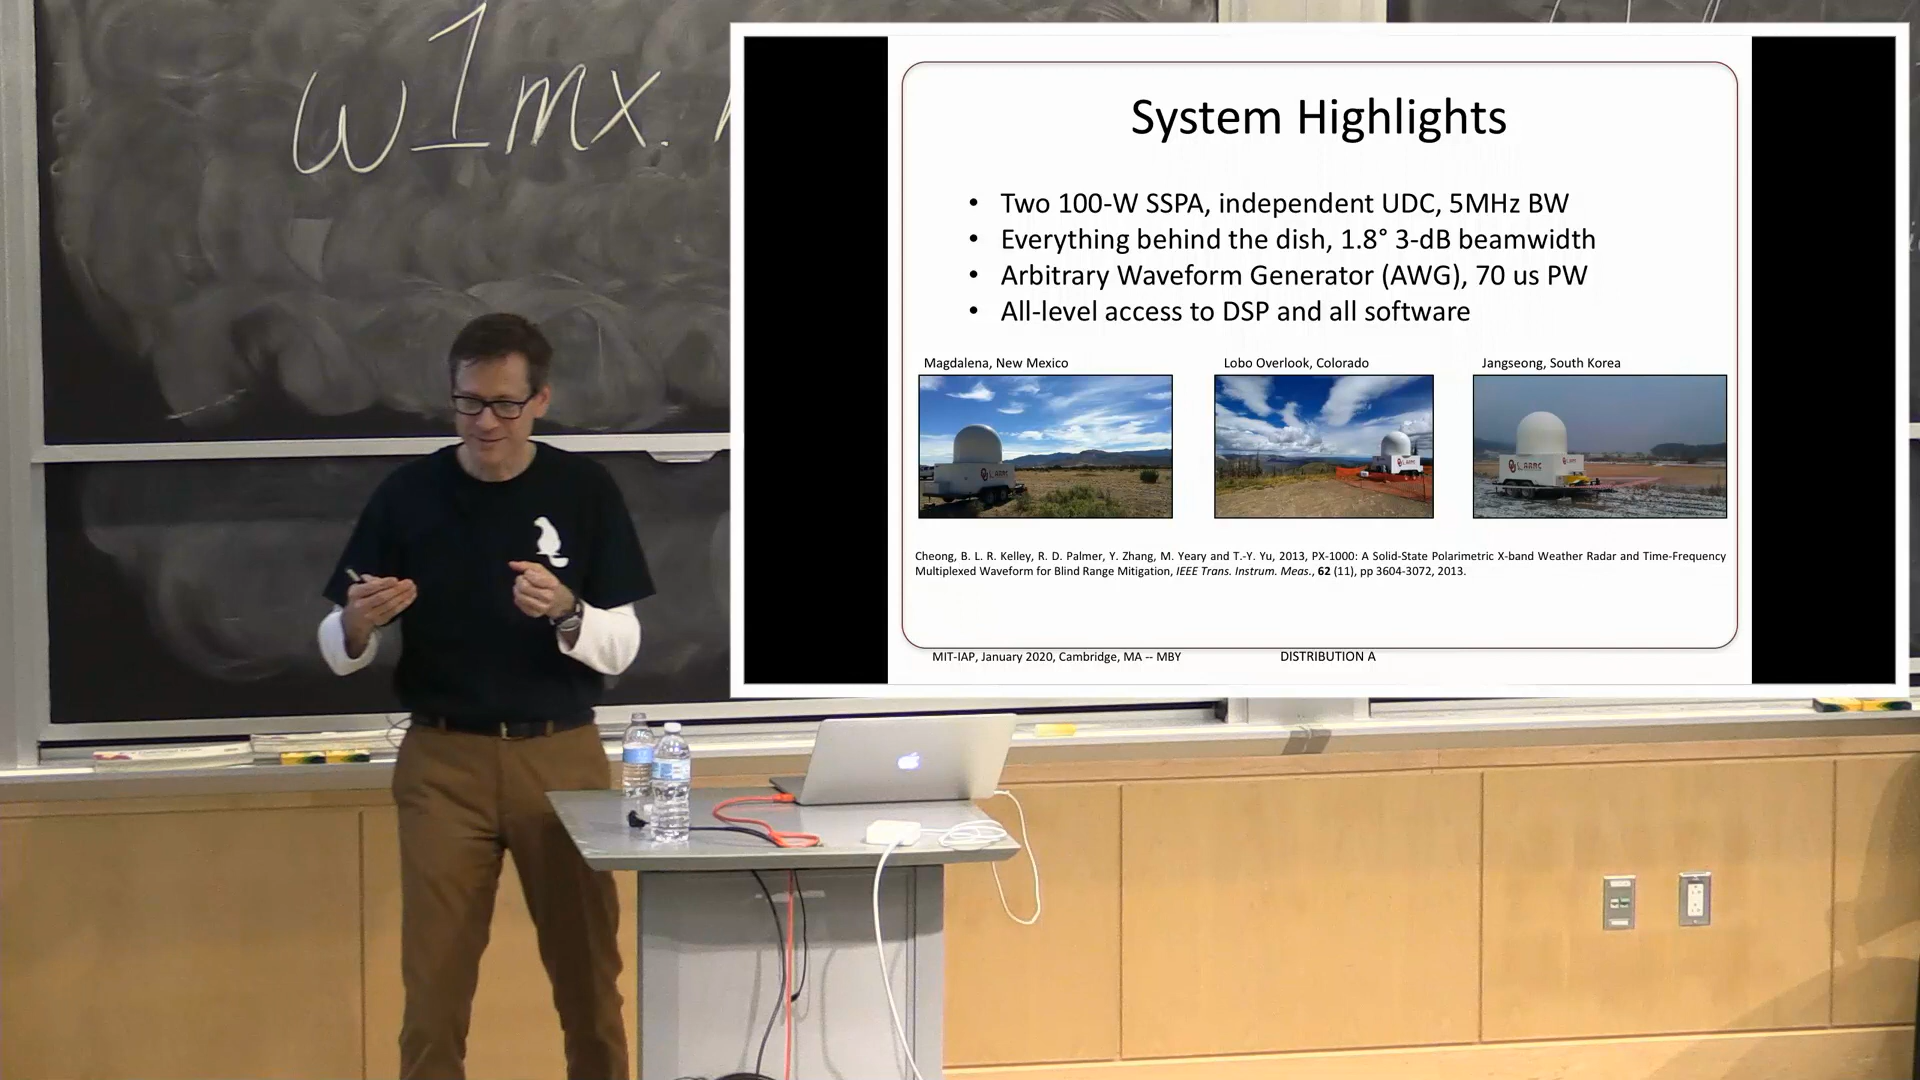 w1mx.
System Highlights
• Two 100-W SSPA, independent UDC, 5MHz BW
• Everything behind the dish, 1.8° 3-dB beamwidth
• Arbitrary Waveform Generator (AWG), 70 us PW
• All-level access to DSP and all software
Magdalena, New Mexico
Lobo Overlook, Colorado
Jangseong, South Korea
Cheong, B. L. R. Kelley, R. D. Palmer, Y. Zhang, M. Yeary and T.-Y. Yu, 2013, PX-1000: A Solid-State Polarimetric X-band Weather Radar and Time-Frequency
Multiplexed Waveform for Blind Range Mitigation, IEEE Trans. Instrum. Meas., 62 (11), pp 3604-3072, 2013.
MIT-IAP, January 2020, Cambridge, MA -- MBY
DISTRIBUTION A